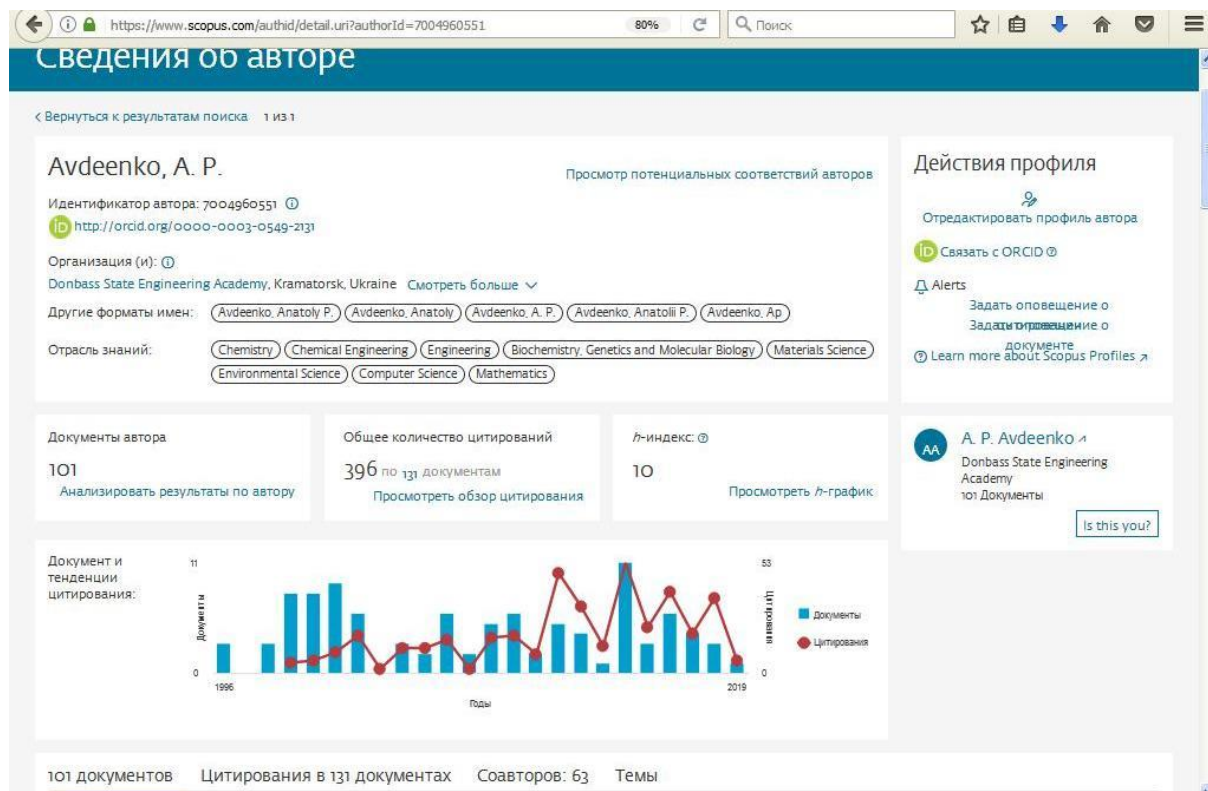 https://www.scopus.com/authid/detail.uri?authorId=7004960551
80%
Поиск
Сведения об авторе
Вернуться к результатам поиска 1 из 1
Avdeenko, A. P.
Просмотр потенциальных соответствий авторов
Идентификатор автора: 7004960551
iD http://orcid.org/0000-0003-0549-2131
Организация (и):
Donbass State Engineering Academy, Kramatorsk, Ukraine Смотреть больше
Другие форматы имен: Avdeenko, Anatoly P. Avdeenko, Anatoly Avdeenko, A. P. Avdeenko, Anatolii P. Avdeenko, Ap
Отрасль знаний: Chemistry Chemical Engineering Engineering Biochemistry, Genetics and Molecular Biology Materials Science
Environmental Science Computer Science Mathematics
Действия профиля
Отредактировать профиль автора
iD Связать с ORCID
Alerts
Задать оповещение о
Задать оповещение о
документе
Learn more about Scopus Profiles
Документы автора
101
Анализировать результаты по автору
Общее количество цитирований
396 по 131 документам
Просмотреть обзор цитирования
h-индекс:
10
Просмотреть h-график
AA
A. P. Avdeenko
Donbass State Engineering
Academy
101 Документы
Is this you?
Документ и
тенденции
цитирования:
11
Документы
0
1996
Годы
2019
53
Цитирования
0
Документы
Цитирования
101 документов Цитирования в 131 документах Соавторов: 63 Темы